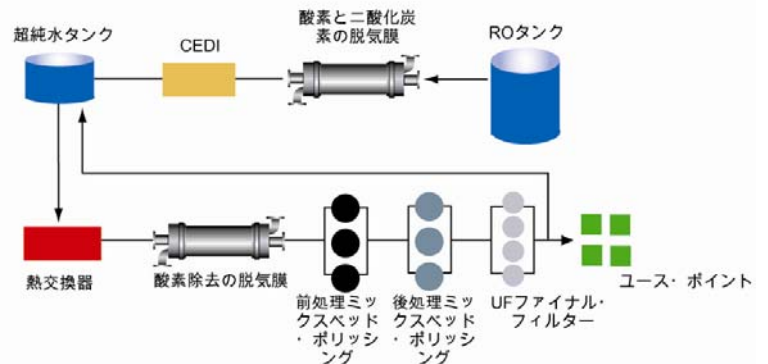 超純水タンク
CEDI
酸素と二酸化炭
素の脱気膜
ROタンク
熱交換器
酸素除去の脱気膜
前処理ミッ
クスベッド
・ポリッシ
ング
後処理ミッ
クスベッド
・ポリッシ
ング
UFファイナル・
フィルター
ユース・ポイント